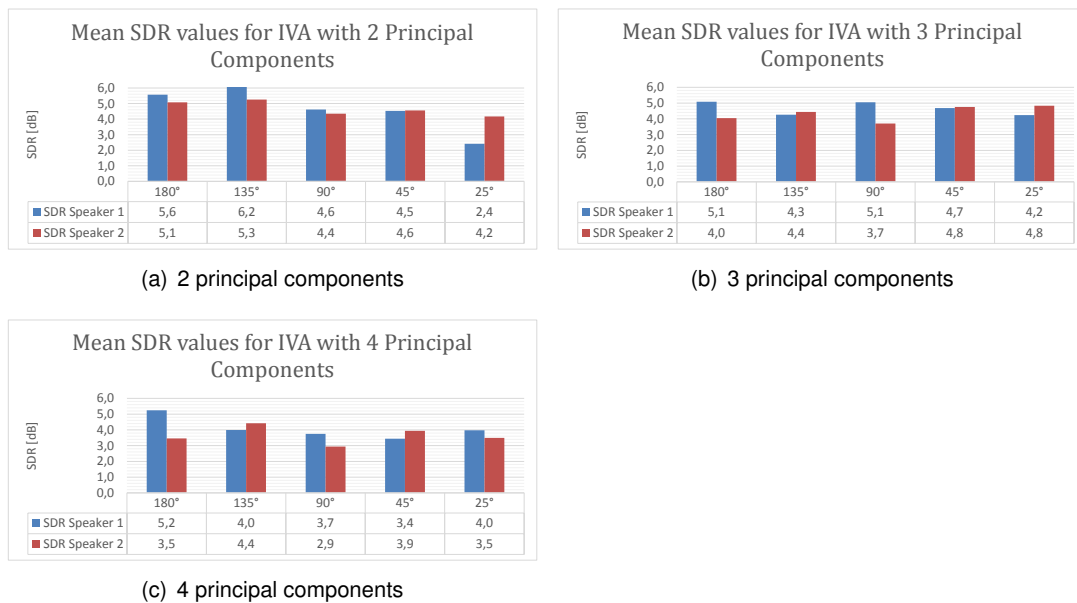 Mean SDR values for IVA with 2 Principal
Components
SDR [dB]
6,0
5,0
4,0
3,0
2,0
1,0
0,0
180° 135° 90° 45° 25°
SDR Speaker 1 5,6 6,2 4,6 4,5 2,4
SDR Speaker 2 5,1 5,3 4,4 4,6 4,2
(a) 2 principal components
Mean SDR values for IVA with 3 Principal
Components
SDR [dB]
6,0
5,0
4,0
3,0
2,0
1,0
0,0
180° 135° 90° 45° 25°
SDR Speaker 1 5,1 4,3 5,1 4,7 4,2
SDR Speaker 2 4,0 4,4 3,7 4,8 4,8
(b) 3 principal components
Mean SDR values for IVA with 4 Principal
Components
SDR [dB]
6,0
5,0
4,0
3,0
2,0
1,0
0,0
180° 135° 90° 45° 25°
SDR Speaker 1 5,2 4,0 3,7 3,4 4,0
SDR Speaker 2 3,5 4,4 2,9 3,9 3,5
(c) 4 principal components